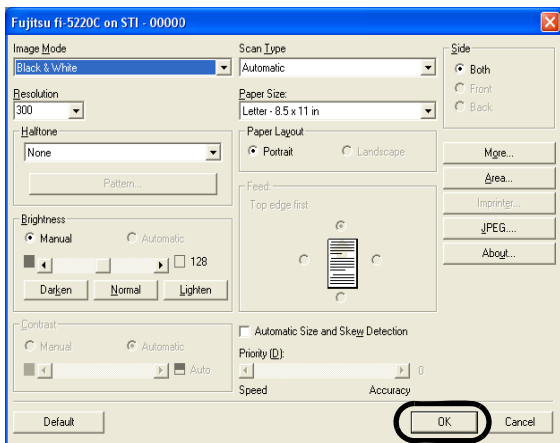 Fujitsu fi-5220C on STI - 00000
Image Mode
Black & White
Resolution
300
Halftone
None
Pattern...
Brightness
Manual Automatic
128
Darken Normal Lighten
Contrast
Manual Automatic
Auto
Default
Scan Type
Automatic
Paper Size:
Letter - 8.5 x 11 in
Paper Layout
Portrait Landscape
Feed:
Top edge first
Automatic Size and Skew Detection
Priority (D):
0
Speed Accuracy
Side
Both
Front
Back
More...
Area...
Imprinter...
JPEG....
About...
OK Cancel